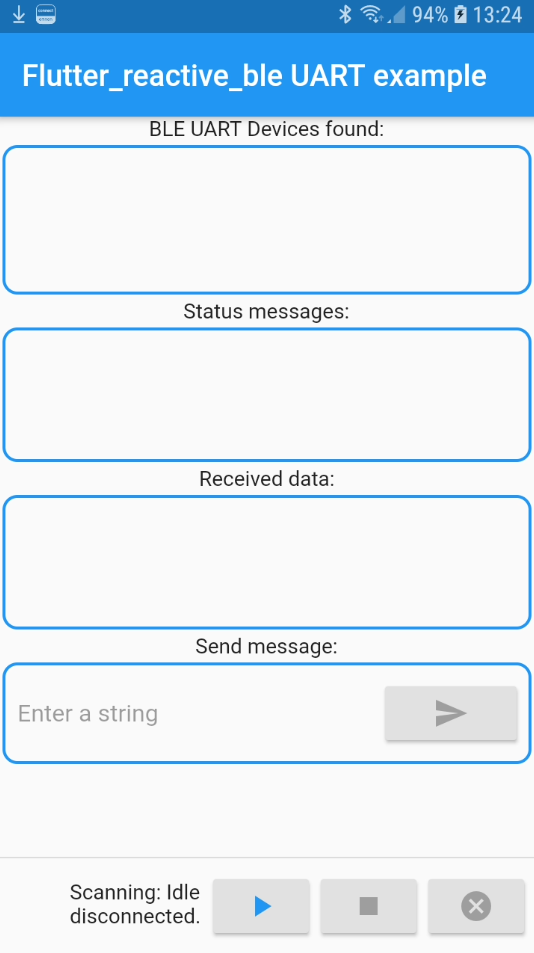 94% 13:24
Flutter_reactive_ble UART example
BLE UART Devices found:
Status messages:
Received data:
Send message:
Enter a string
Scanning: Idle
disconnected.